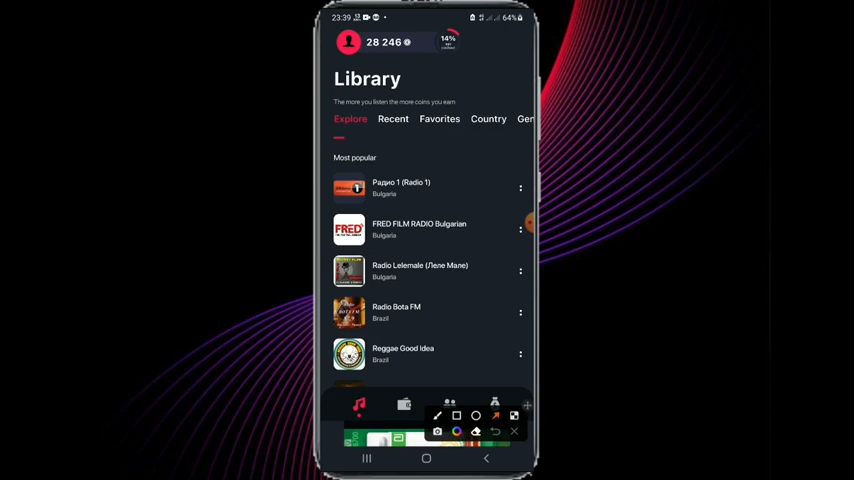 23:39
64%
28 246
14%
Library
The more you listen the more coins you earn
Explore Recent Favorites Country Gen
Most popular
Радио 1 (Radio 1)
Bulgaria
FRED FILM RADIO Bulgarian
Bulgaria
Radio Lelemale (Леле Мале)
Bulgaria
Radio Bota FM
Brazil
Reggae Good Idea
Brazil
FRED